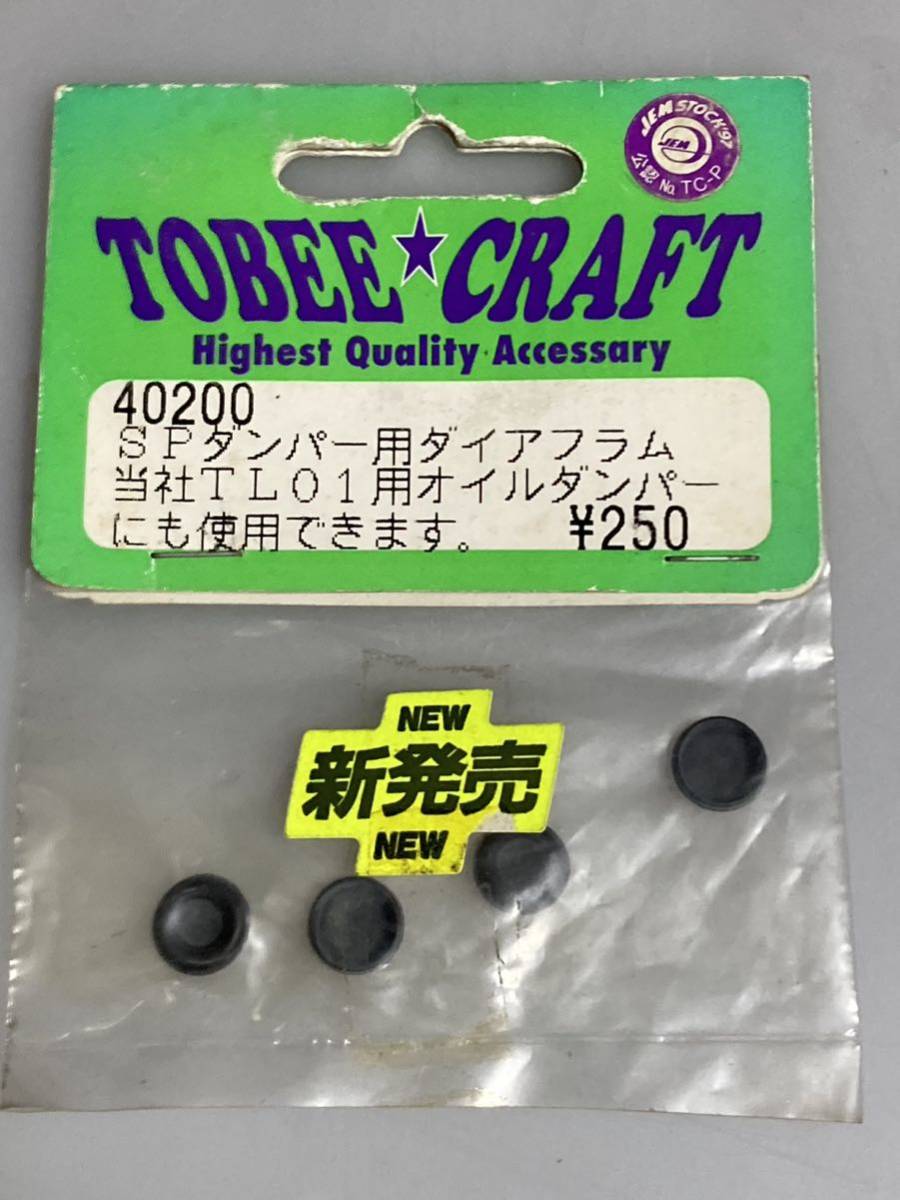 JEM STOCK '97
JEM
公認 No. TC-P
TOBEE★CRAFT
Highest Quality Accessary
40200
SPダンパー用ダイアフラム
当社TL01用オイルダンパー
にも使用できます。 ¥250
NEW
新発売
NEW